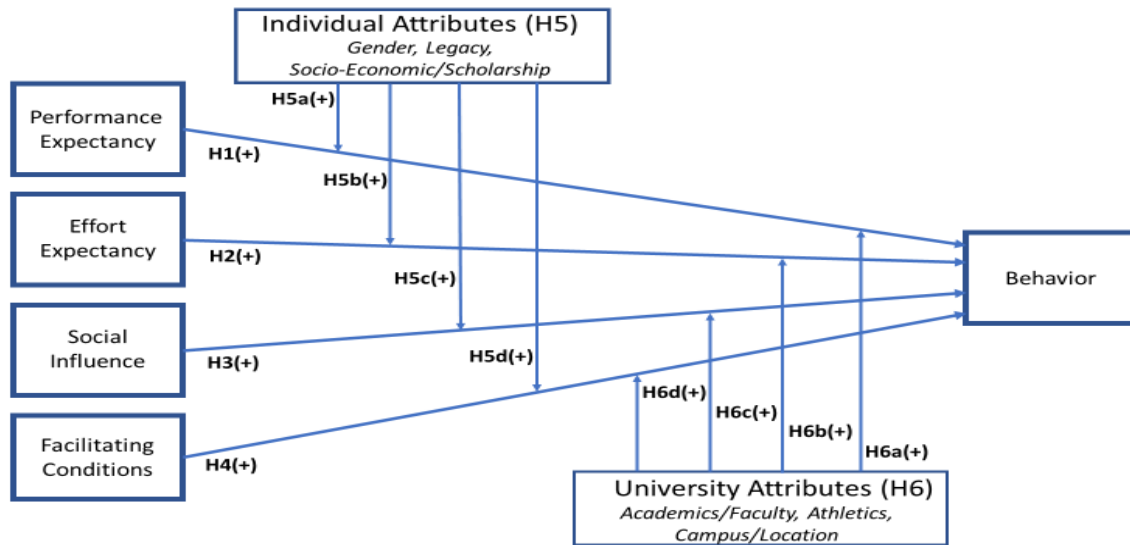 Individual Attributes (H5)
Gender, Legacy,
Socio-Economic/Scholarship
H5a(+)
Performance
Expectancy
H1(+)
H5b(+)
Effort
Expectancy
H2(+)
H5c(+)
Behavior
Social
Influence
H3(+)
H5d(+)
H6d(+)
H6c(+)
H6b(+)
H6a(+)
Facilitating
Conditions
H4(+)
University Attributes (H6)
Academics/Faculty, Athletics,
Campus/Location